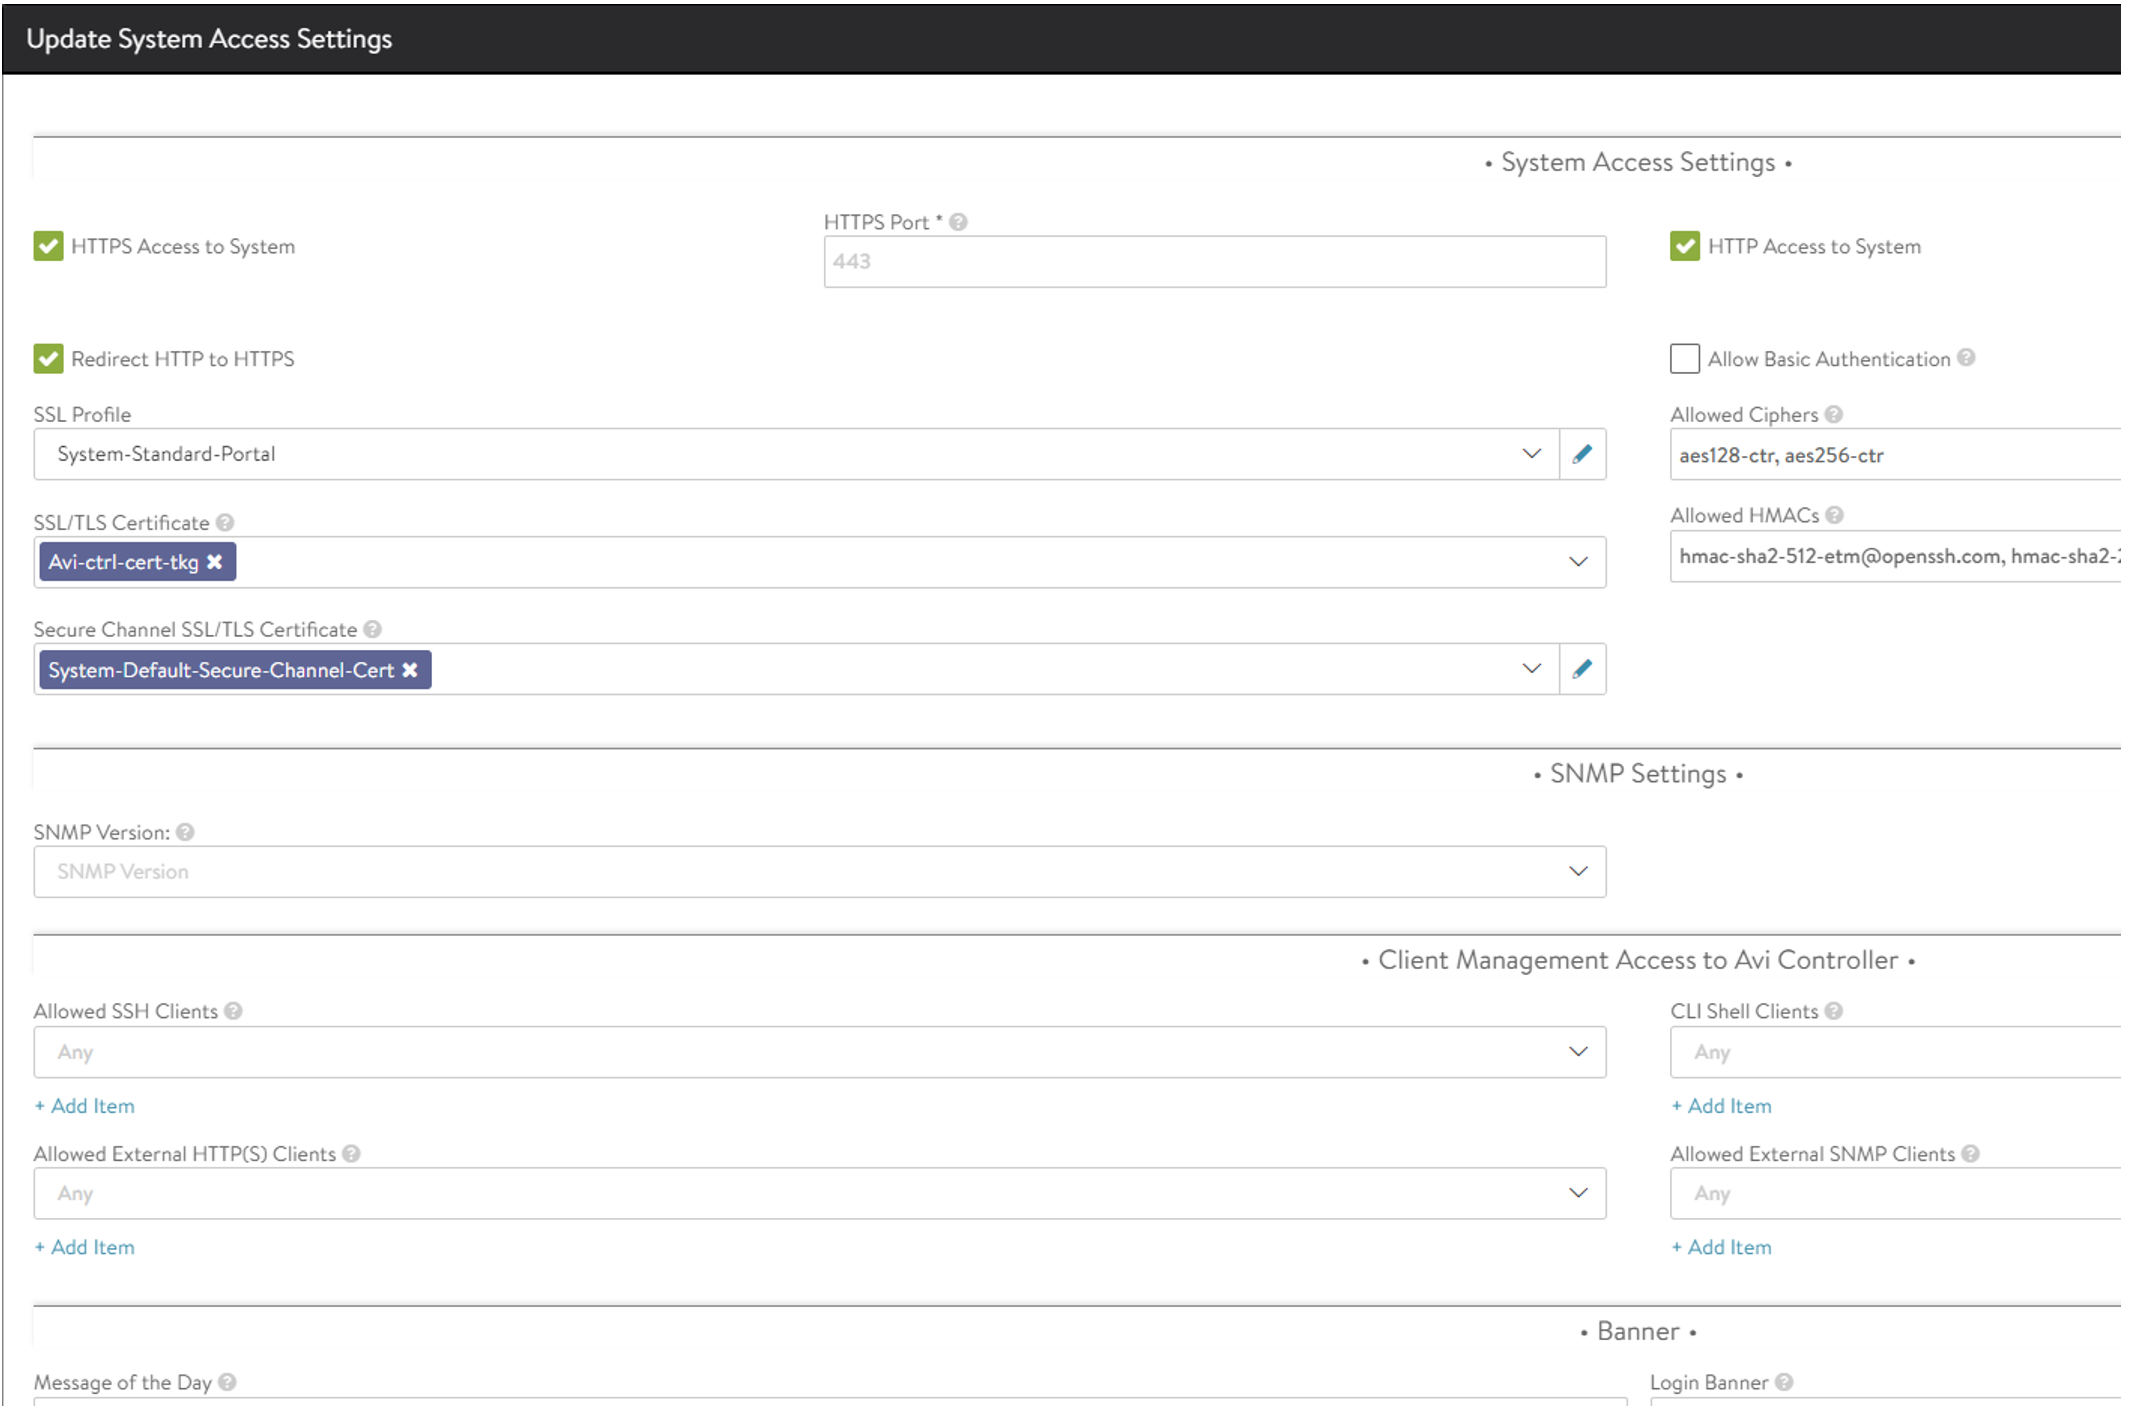 Update System Access Settings
• System Access Settings •
HTTPS Port *
HTTPS Access to System
443
HTTP Access to System
Redirect HTTP to HTTPS
Allow Basic Authentication
SSL Profile
Allowed Ciphers
System-Standard-Portal
aes128-ctr, aes256-ctr
SSL/TLS Certificate
Allowed HMACs
Avi-ctrl-cert-tkg
hmac-sha2-512-etm@openssh.com, hmac-sha2-2
Secure Channel SSL/TLS Certificate
System-Default-Secure-Channel-Cert
• SNMP Settings •
SNMP Version:
SNMP Version
• Client Management Access to Avi Controller •
Allowed SSH Clients
CLI Shell Clients
Any
Any
+ Add Item
+ Add Item
Allowed External HTTP(S) Clients
Allowed External SNMP Clients
Any
Any
+ Add Item
+ Add Item
• Banner •
Message of the Day
Login Banner